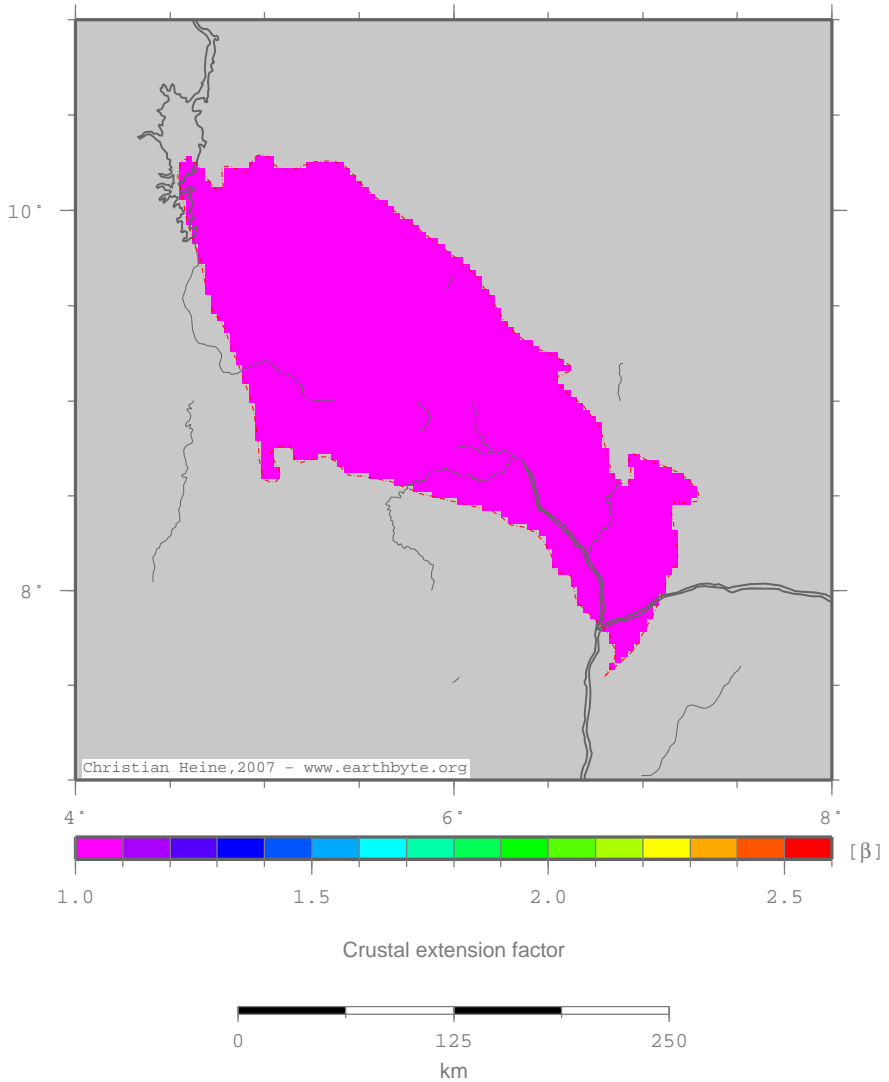 10°
8°
Christian Heine,2007 - www.earthbyte.org
4° 6° 8°
[β]
1.0 1.5 2.0 2.5
Crustal extension factor
0 125 250
km